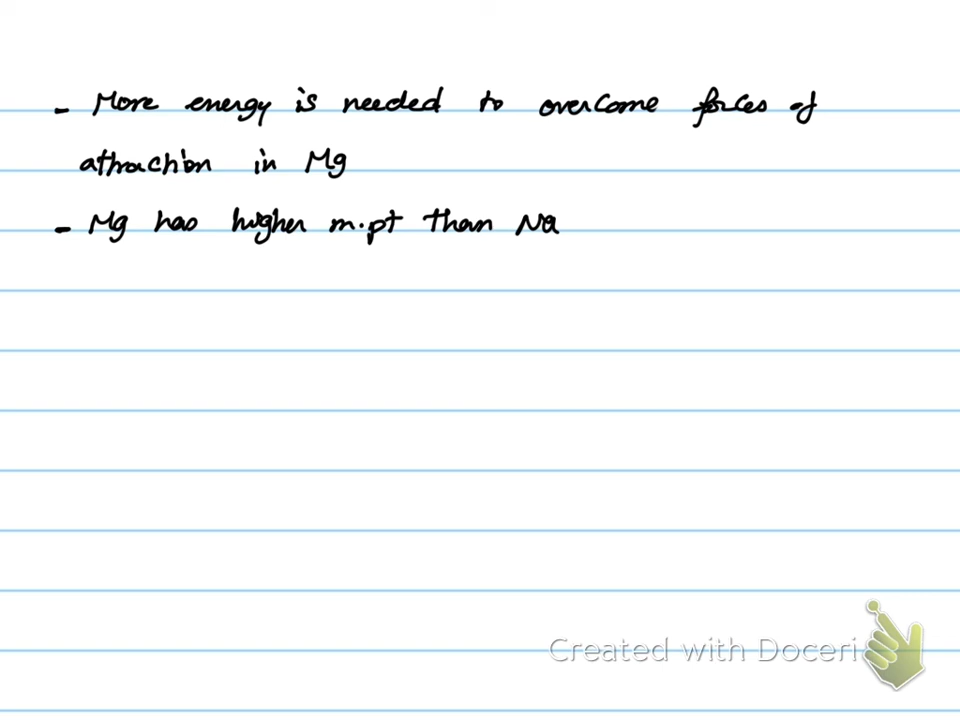 - More energy is needed to overcome forces of
attraction in Mg
- Mg has higher m.pt than Na
Created with Doceri